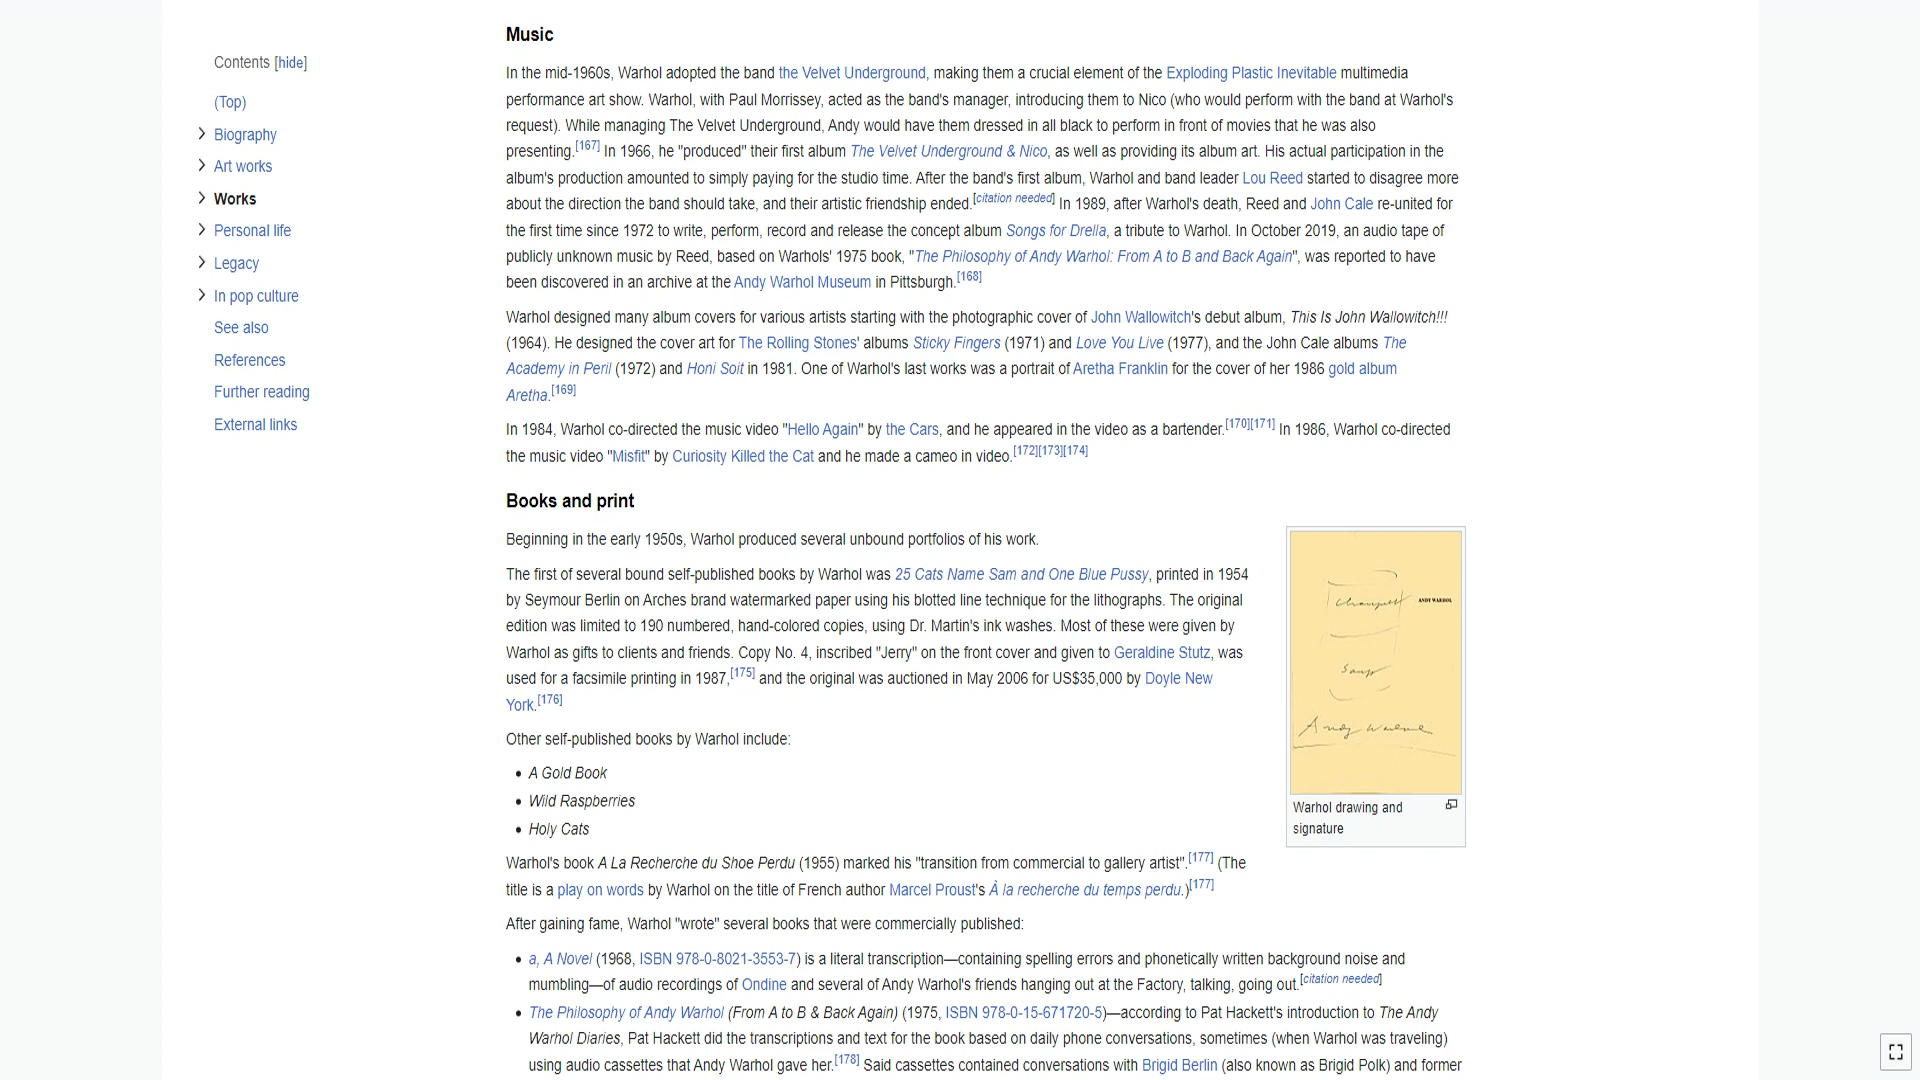 Music
Contents [hide]
(Top)
Biography
Art works
Works
Personal life
Legacy
In pop culture
See also
References
Further reading
External links
In the mid-1960s, Warhol adopted the band the Velvet Underground, making them a crucial element of the Exploding Plastic Inevitable multimedia
performance art show. Warhol, with Paul Morrissey, acted as the band's manager, introducing them to Nico (who would perform with the band at Warhol's
request). While managing The Velvet Underground, Andy would have them dressed in all black to perform in front of movies that he was also
presenting.[167] In 1966, he "produced" their first album The Velvet Underground & Nico, as well as providing its album art. His actual participation in the
album's production amounted to simply paying for the studio time. After the band's first album, Warhol and band leader Lou Reed started to disagree more
about the direction the band should take, and their artistic friendship ended.[citation needed] In 1989, after Warhol's death, Reed and John Cale re-united for
the first time since 1972 to write, perform, record and release the concept album Songs for Drella, a tribute to Warhol. In October 2019, an audio tape of
publicly unknown music by Reed, based on Warhols' 1975 book, "The Philosophy of Andy Warhol: From A to B and Back Again", was reported to have
been discovered in an archive at the Andy Warhol Museum in Pittsburgh.[168]
Warhol designed many album covers for various artists starting with the photographic cover of John Wallowitch's debut album, This Is John Wallowitch!!!
(1964). He designed the cover art for The Rolling Stones' albums Sticky Fingers (1971) and Love You Live (1977), and the John Cale albums The
Academy in Peril (1972) and Honi Soit in 1981. One of Warhol's last works was a portrait of Aretha Franklin for the cover of her 1986 gold album
Aretha.[169]
In 1984, Warhol co-directed the music video "Hello Again" by the Cars, and he appeared in the video as a bartender.[170][171] In 1986, Warhol co-directed
the music video "Misfit" by Curiosity Killed the Cat and he made a cameo in video.[172][173][174]
Books and print
Beginning in the early 1950s, Warhol produced several unbound portfolios of his work.
The first of several bound self-published books by Warhol was 25 Cats Name Sam and One Blue Pussy, printed in 1954
by Seymour Berlin on Arches brand watermarked paper using his blotted line technique for the lithographs. The original
edition was limited to 190 numbered, hand-colored copies, using Dr. Martin's ink washes. Most of these were given by
Warhol as gifts to clients and friends. Copy No. 4, inscribed "Jerry" on the front cover and given to Geraldine Stutz, was
used for a facsimile printing in 1987,[175] and the original was auctioned in May 2006 for US$35,000 by Doyle New
York.[176]
ANDY WARHOL
Soup
Andy Warhol
Warhol drawing and
signature
Other self-published books by Warhol include:
A Gold Book
Wild Raspberries
Holy Cats
Warhol's book A La Recherche du Shoe Perdu (1955) marked his "transition from commercial to gallery artist".[177] (The
title is a play on words by Warhol on the title of French author Marcel Proust's À la recherche du temps perdu.)[177]
After gaining fame, Warhol "wrote" several books that were commercially published:
a, A Novel (1968, ISBN 978-0-8021-3553-7) is a literal transcription—containing spelling errors and phonetically written background noise and
mumbling—of audio recordings of Ondine and several of Andy Warhol's friends hanging out at the Factory, talking, going out.[citation needed]
The Philosophy of Andy Warhol (From A to B & Back Again) (1975, ISBN 978-0-15-671720-5)—according to Pat Hackett's introduction to The Andy
Warhol Diaries, Pat Hackett did the transcriptions and text for the book based on daily phone conversations, sometimes (when Warhol was traveling)
using audio cassettes that Andy Warhol gave her.[178] Said cassettes contained conversations with Brigid Berlin (also known as Brigid Polk) and former